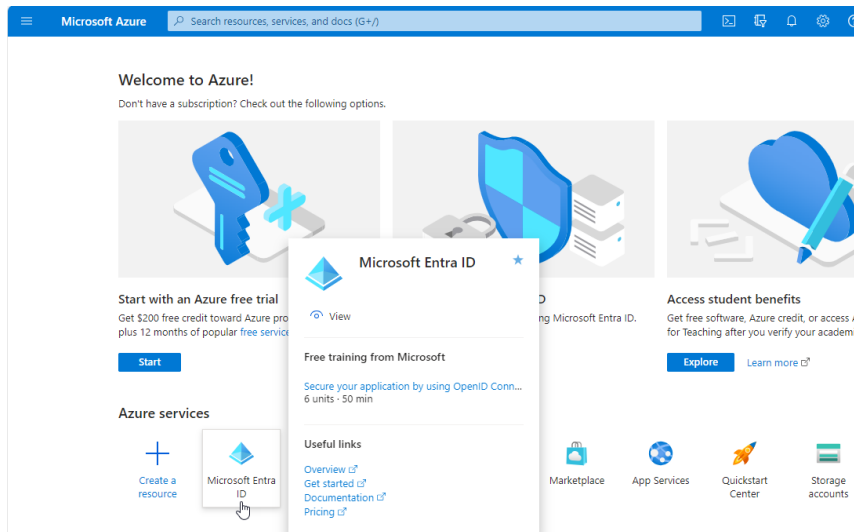 Microsoft Azure
Search resources, services, and docs (G+/)
Welcome to Azure!
Don't have a subscription? Check out the following options.
Start with an Azure free trial
Get $200 free credit toward Azure pro
plus 12 months of popular free service
Start
D
ng Microsoft Entra ID.
Access student benefits
Get free software, Azure credit, or access A
for Teaching after you verify your academ
Explore
Learn more
Microsoft Entra ID
View
Free training from Microsoft
Secure your application by using OpenID Conn...
6 units · 50 min
Useful links
Overview
Get started
Documentation
Pricing
Azure services
Create a
resource
Microsoft Entra
ID
Marketplace
App Services
Quickstart
Center
Storage
accounts